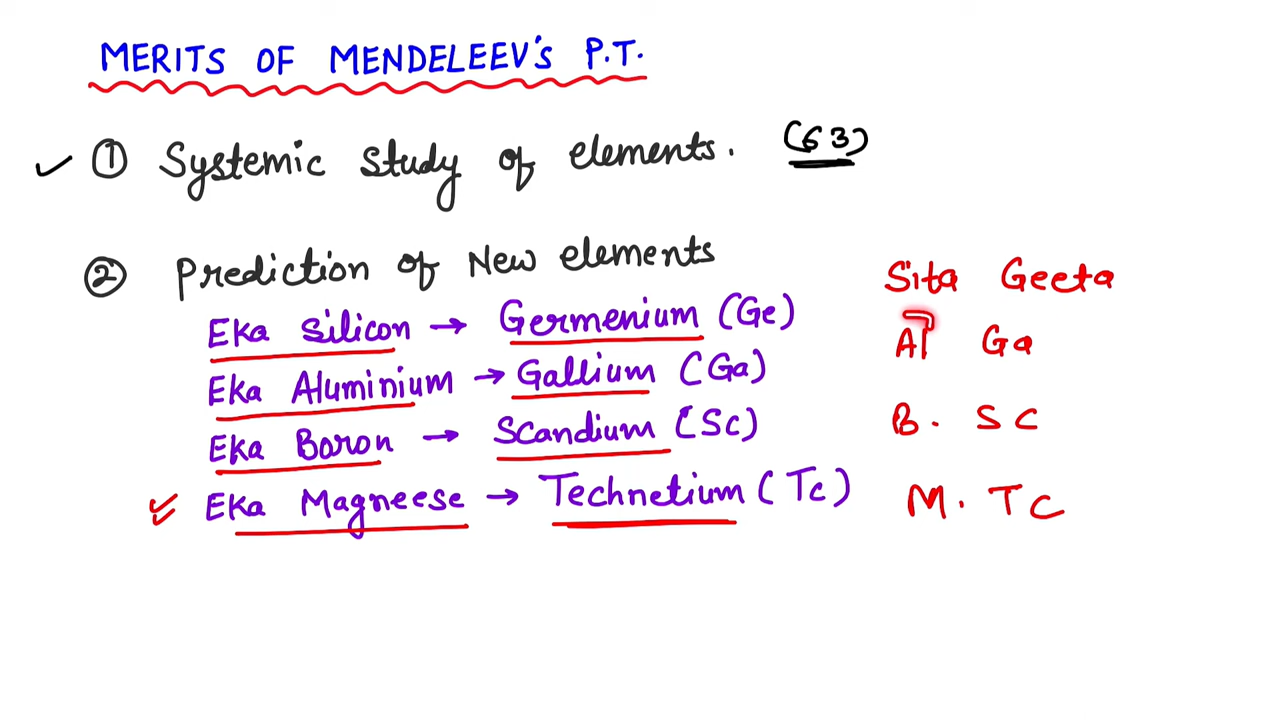 MERITS OF MENDELEEV'S P.T.
① Systemic study of elements. (63)
② Prediction of New elements
Sita Geeta
Eka Silicon → Germenium (Ge)
Al Ga
Eka Aluminium → Gallium (Ga)
B. SC
Eka Boron → Scandium (Sc)
Eka Magneese → Technetium (Tc)
M. TC